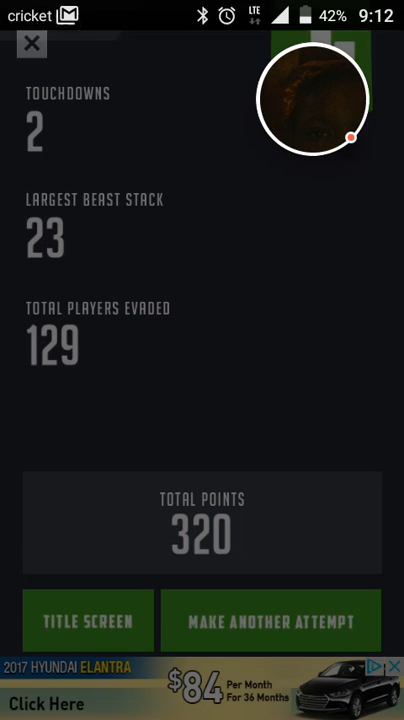 cricket LTE 42% 9:12
TOUCHDOWNS
2
LARGEST BEAST STACK
23
TOTAL PLAYERS EVADED
129
TOTAL POINTS
320
TITLE SCREEN
MAKE ANOTHER ATTEMPT
2017 HYUNDAI ELANTRA
Click Here
$84 Per Month
For 36 Months